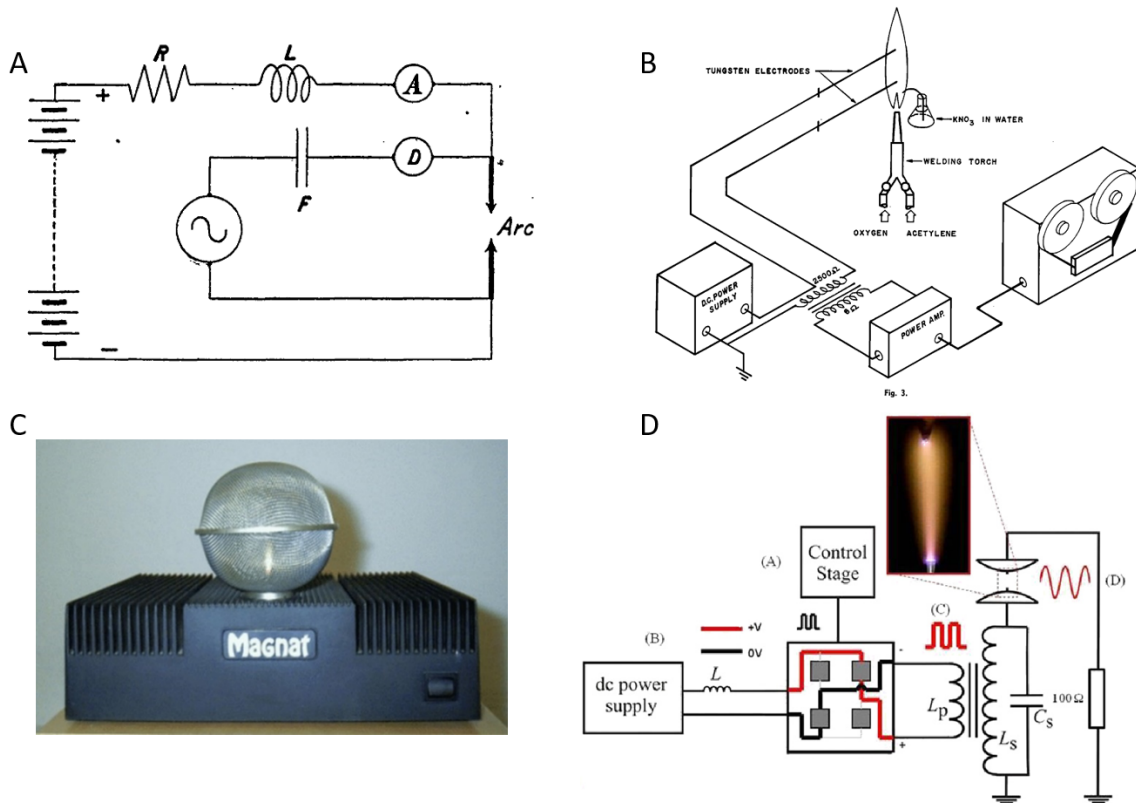 A
R
L
A
+
D
F
Arc
−
B
TUNGSTEN ELECTRODES
KNO₃ IN WATER
WELDING TORCH
OXYGEN ACETYLENE
D.C. POWER
SUPPLY
2500Ω
8Ω
POWER AMP.
Fig. 3.
C
Magnat
D
(A)
Control
Stage
(D)
(B)
+V
0V
(C)
L
dc power
supply
-
+
Lp
Ls
Cs
100Ω